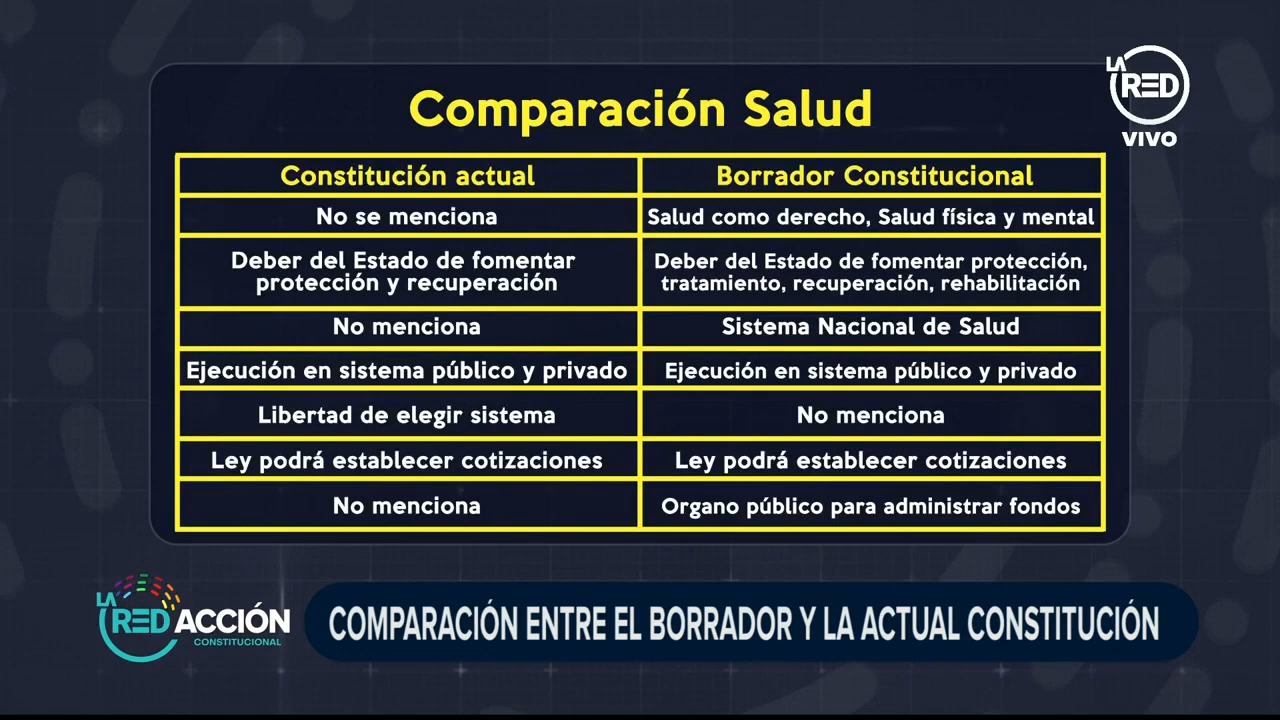 Comparación Salud
LA
RED
VIVO
Constitución actual
Borrador Constitucional
No se menciona
Salud como derecho, Salud física y mental
Deber del Estado de fomentar
protección y recuperación
Deber del Estado de fomentar protección,
tratamiento, recuperación, rehabilitación
No menciona
Sistema Nacional de Salud
Ejecución en sistema público y privado
Ejecución en sistema público y privado
Libertad de elegir sistema
No menciona
Ley podrá establecer cotizaciones
Ley podrá establecer cotizaciones
No menciona
Organo público para administrar fondos
LA
RED ACCIÓN
CONSTITUCIONAL
COMPARACIÓN ENTRE EL BORRADOR Y LA ACTUAL CONSTITUCIÓN